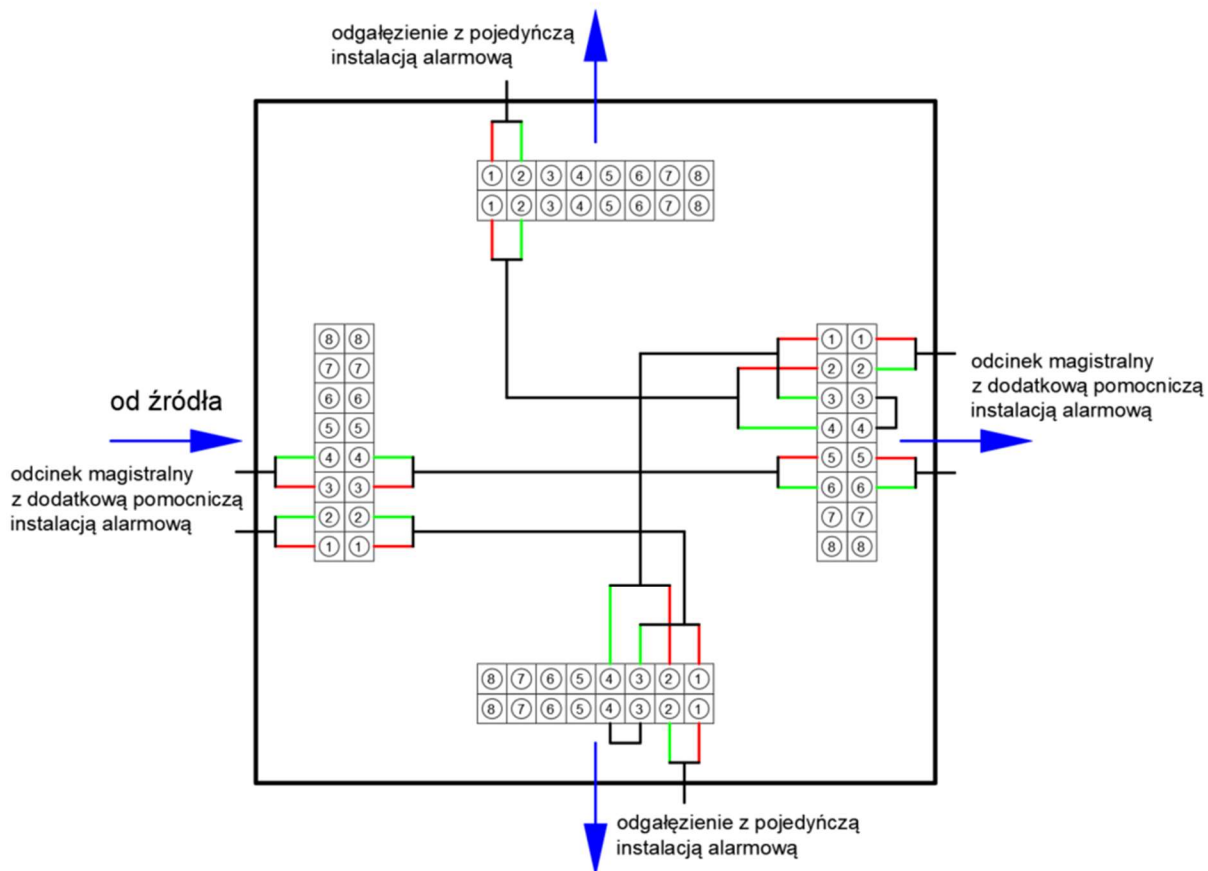 odgałęzienie z pojedyńczą
instalacją alarmową
① ② ③ ④ ⑤ ⑥ ⑦ ⑧
① ② ③ ④ ⑤ ⑥ ⑦ ⑧
od źródła
odcinek magistralny
z dodatkową pomocniczą
instalacją alarmową
⑧ ⑧
⑦ ⑦
⑥ ⑥
⑤ ⑤
④ ④
③ ③
② ②
① ①
① ①
② ②
③ ③
④ ④
⑤ ⑤
⑥ ⑥
⑦ ⑦
⑧ ⑧
odcinek magistralny
z dodatkową pomocniczą
instalacją alarmową
⑧ ⑦ ⑥ ⑤ ④ ③ ② ①
⑧ ⑦ ⑥ ⑤ ④ ③ ② ①
odgałęzienie z pojedyńczą
instalacją alarmową